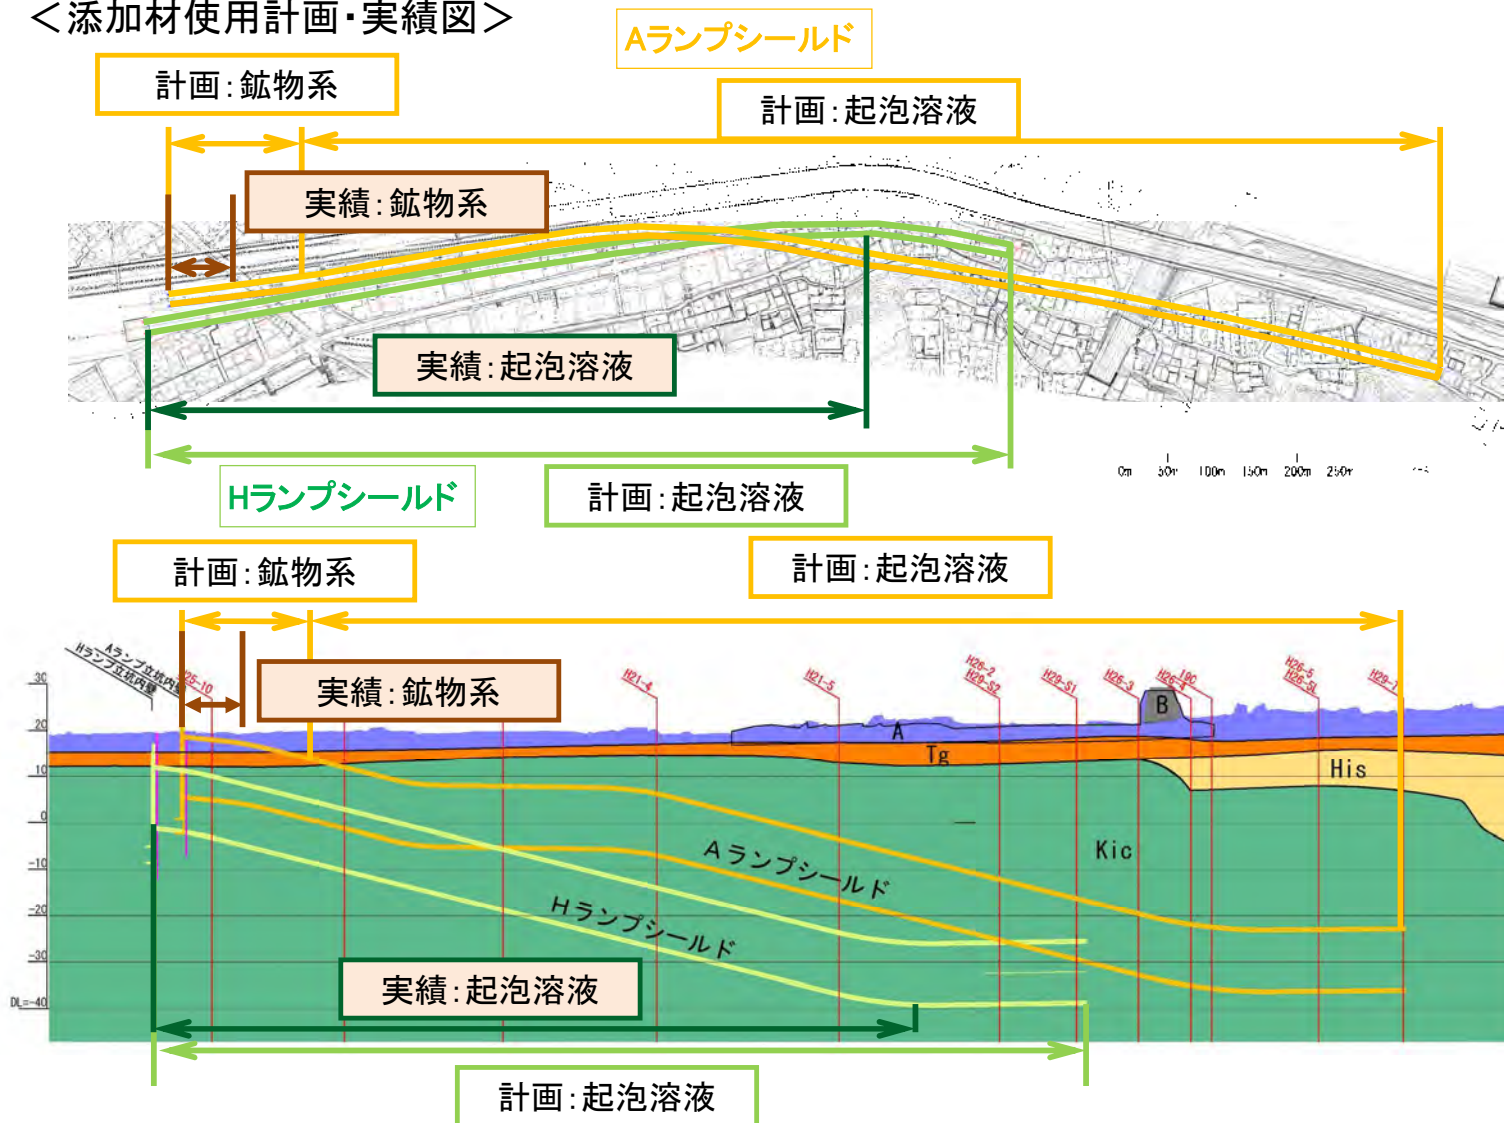 ＜添加材使用計画・実績図＞
Aランプシールド
計画：鉱物系
計画：起泡溶液
実績：鉱物系
実績：起泡溶液
Hランプシールド
計画：起泡溶液
0m 50m 100m 150m 200m 250m
計画：鉱物系
計画：起泡溶液
実績：鉱物系
Aランプ立坑内壁
Hランプ立坑内壁
H25-10
H21-4
H21-5
H26-2
H29-S2
H29-S1
H26-3
H26-4
H26-5
H26-5L
30
20
10
0
-10
-20
-30
DL=-40
A
B
Tg
His
Kic
Aランプシールド
Hランプシールド
実績：起泡溶液
計画：起泡溶液